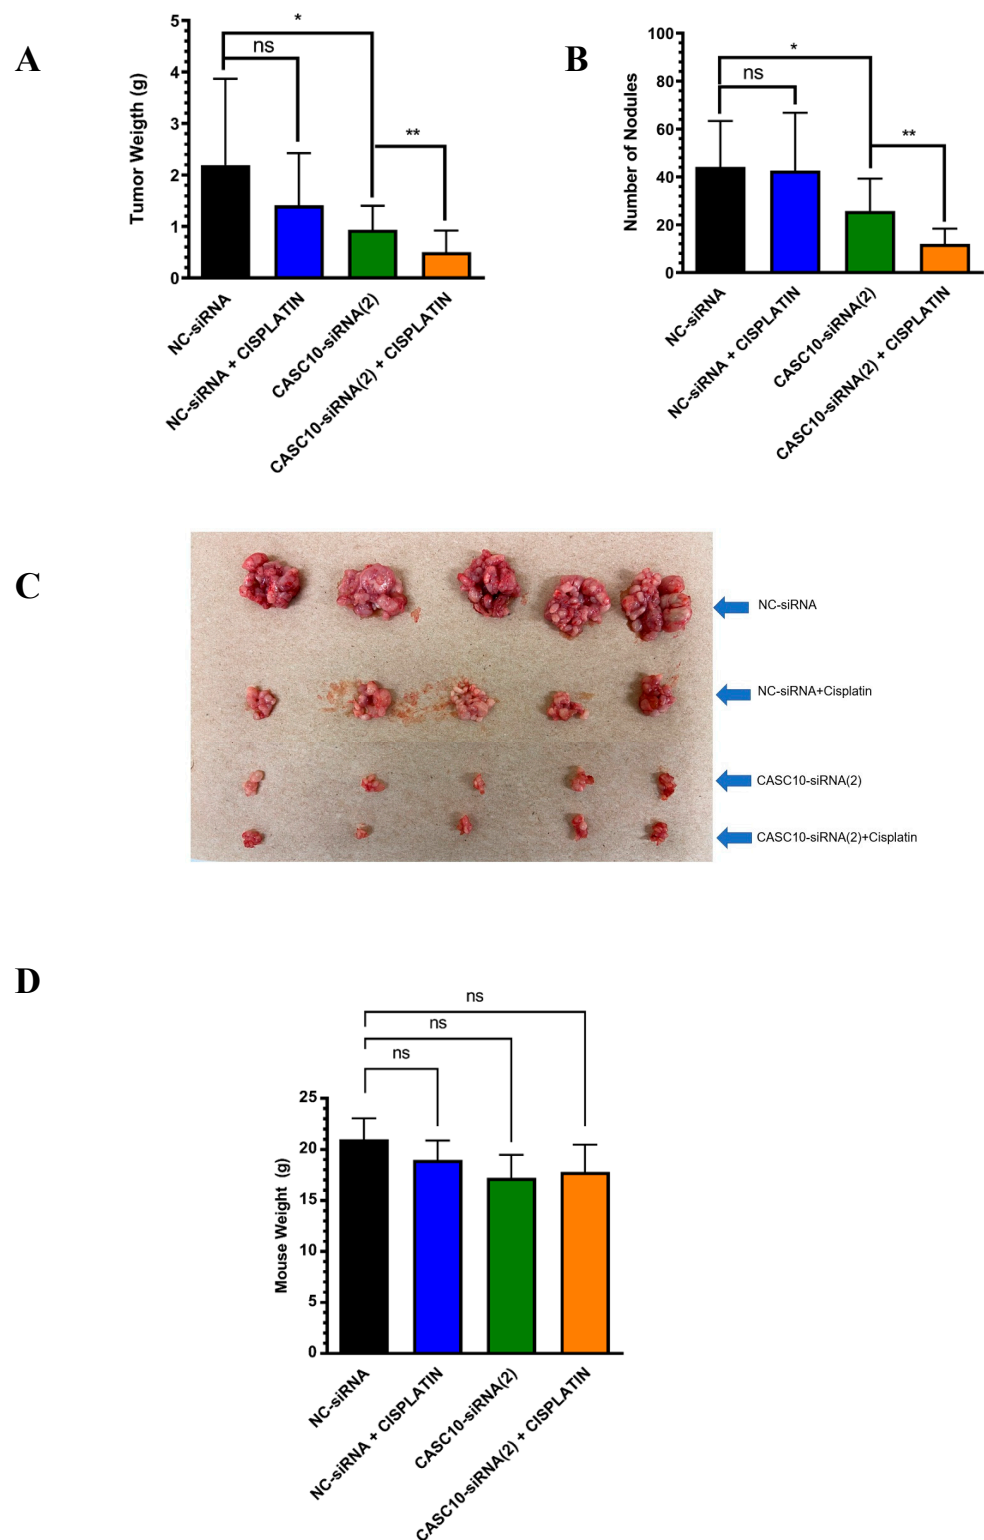 A
Tumor Weigth (g)
5
4
3
2
1
0
*
ns
**
NC-siRNA
NC-siRNA + CISPLATIN
CASC10-siRNA(2)
CASC10-siRNA(2) + CISPLATIN
B
Number of Nodules
100
80
60
40
20
0
*
ns
**
NC-siRNA
NC-siRNA + CISPLATIN
CASC10-siRNA(2)
CASC10-siRNA(2) + CISPLATIN
C
NC-siRNA
NC-siRNA+Cisplatin
CASC10-siRNA(2)
CASC10-siRNA(2)+Cisplatin
D
ns
ns
ns
Mouse Weight (g)
25
20
15
10
5
0
NC-siRNA
NC-siRNA + CISPLATIN
CASC10-siRNA(2)
CASC10-siRNA(2) + CISPLATIN